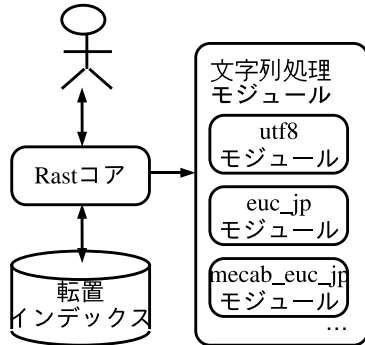 文字列処理
モジュール
utf8
モジュール
Rastコア
euc_jp
モジュール
転置
インデックス
mecab_euc_jp
モジュール
…